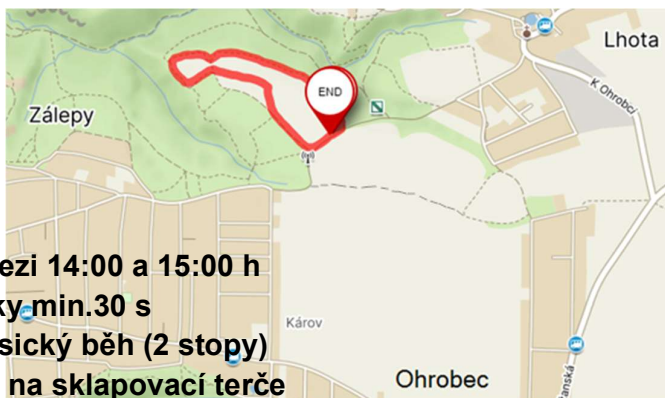 Lhota
END
K Ohrobci
Zálepy
ezi 14:00 a 15:00 h
ky min.30 s
Károv
sický běh (2 stopy)
Ohrobec
na sklapovací terče